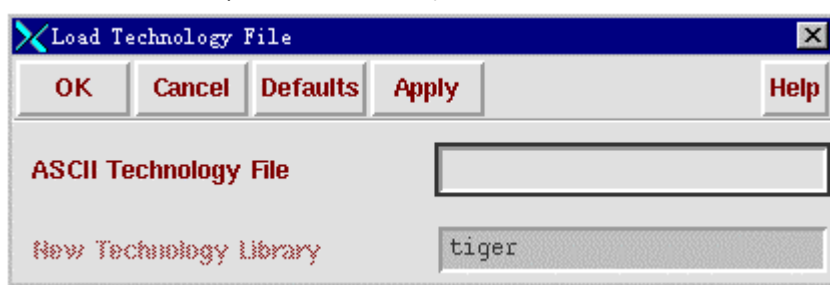 Load Technology File
OK Cancel Defaults Apply Help
ASCII Technology File
New Technology Library tiger